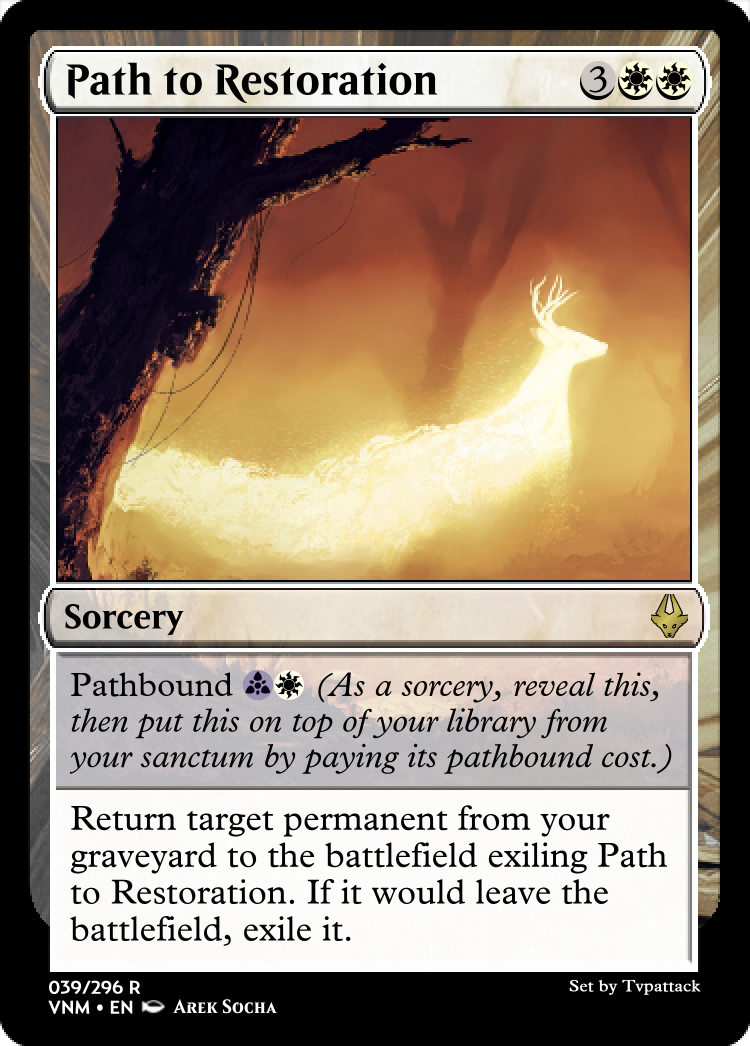 Path to Restoration 3
Sorcery
Pathbound (As a sorcery, reveal this,
then put this on top of your library from
your sanctum by paying its pathbound cost.)
Return target permanent from your
graveyard to the battlefield exiling Path
to Restoration. If it would leave the
battlefield, exile it.
039/296 R
Set by Tvpattack
VNM • EN AREK SOCHA